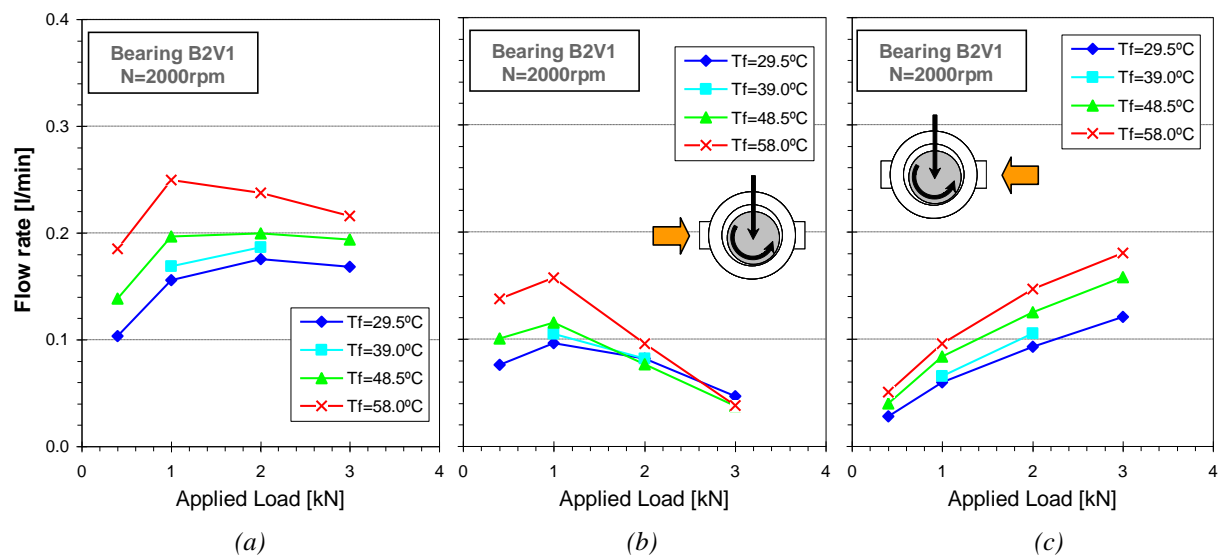 Bearing B2V1
N=2000rpm
Tf=29.5ºC
Tf=39.0ºC
Tf=48.5ºC
Tf=58.0ºC
0.4
0.3
0.2
0.1
0.0
Flow rate [l/min]
0 1 2 3 4
Applied Load [kN]
(a)
Bearing B2V1
N=2000rpm
Tf=29.5ºC
Tf=39.0ºC
Tf=48.5ºC
Tf=58.0ºC
0 1 2 3 4
Applied Load [kN]
(b)
Bearing B2V1
N=2000rpm
Tf=29.5ºC
Tf=39.0ºC
Tf=48.5ºC
Tf=58.0ºC
0 1 2 3 4
Applied Load [kN]
(c)